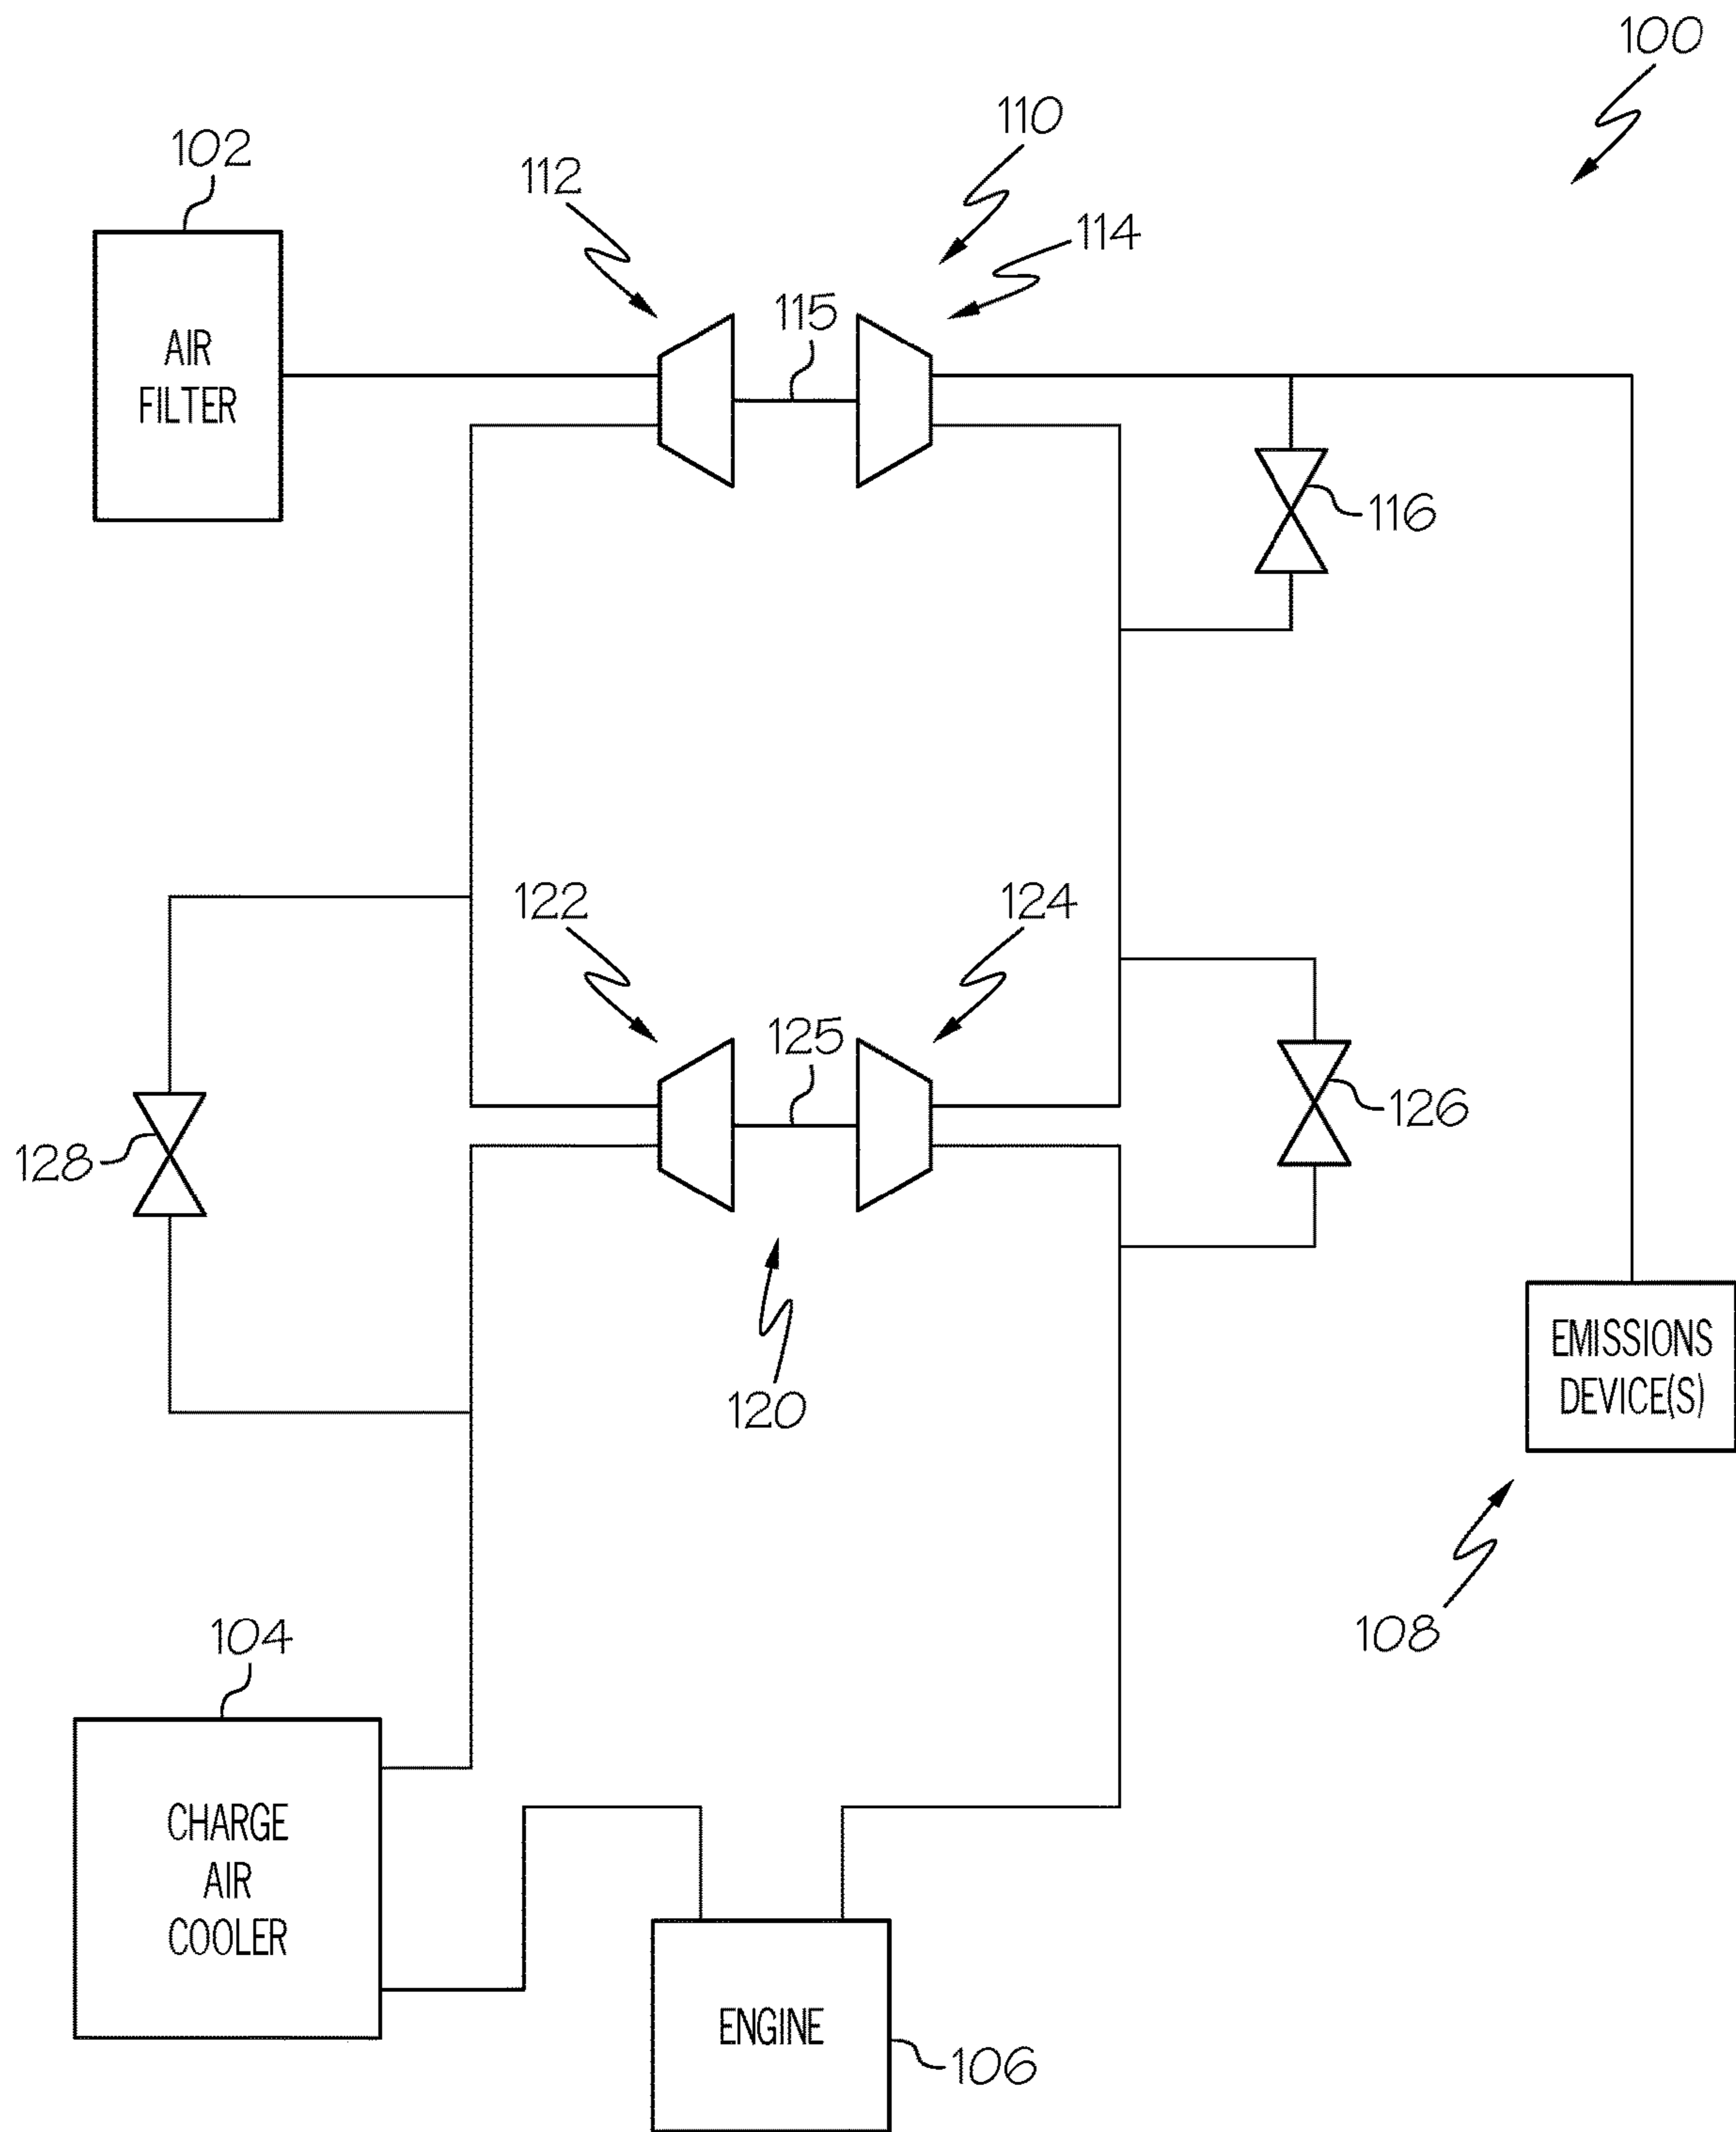 100
110
102
112
114
115
AIR
FILTER
116
122
124
125
126
128
EMISSIONS
DEVICE(S)
120
108
104
CHARGE
AIR
COOLER
ENGINE
106